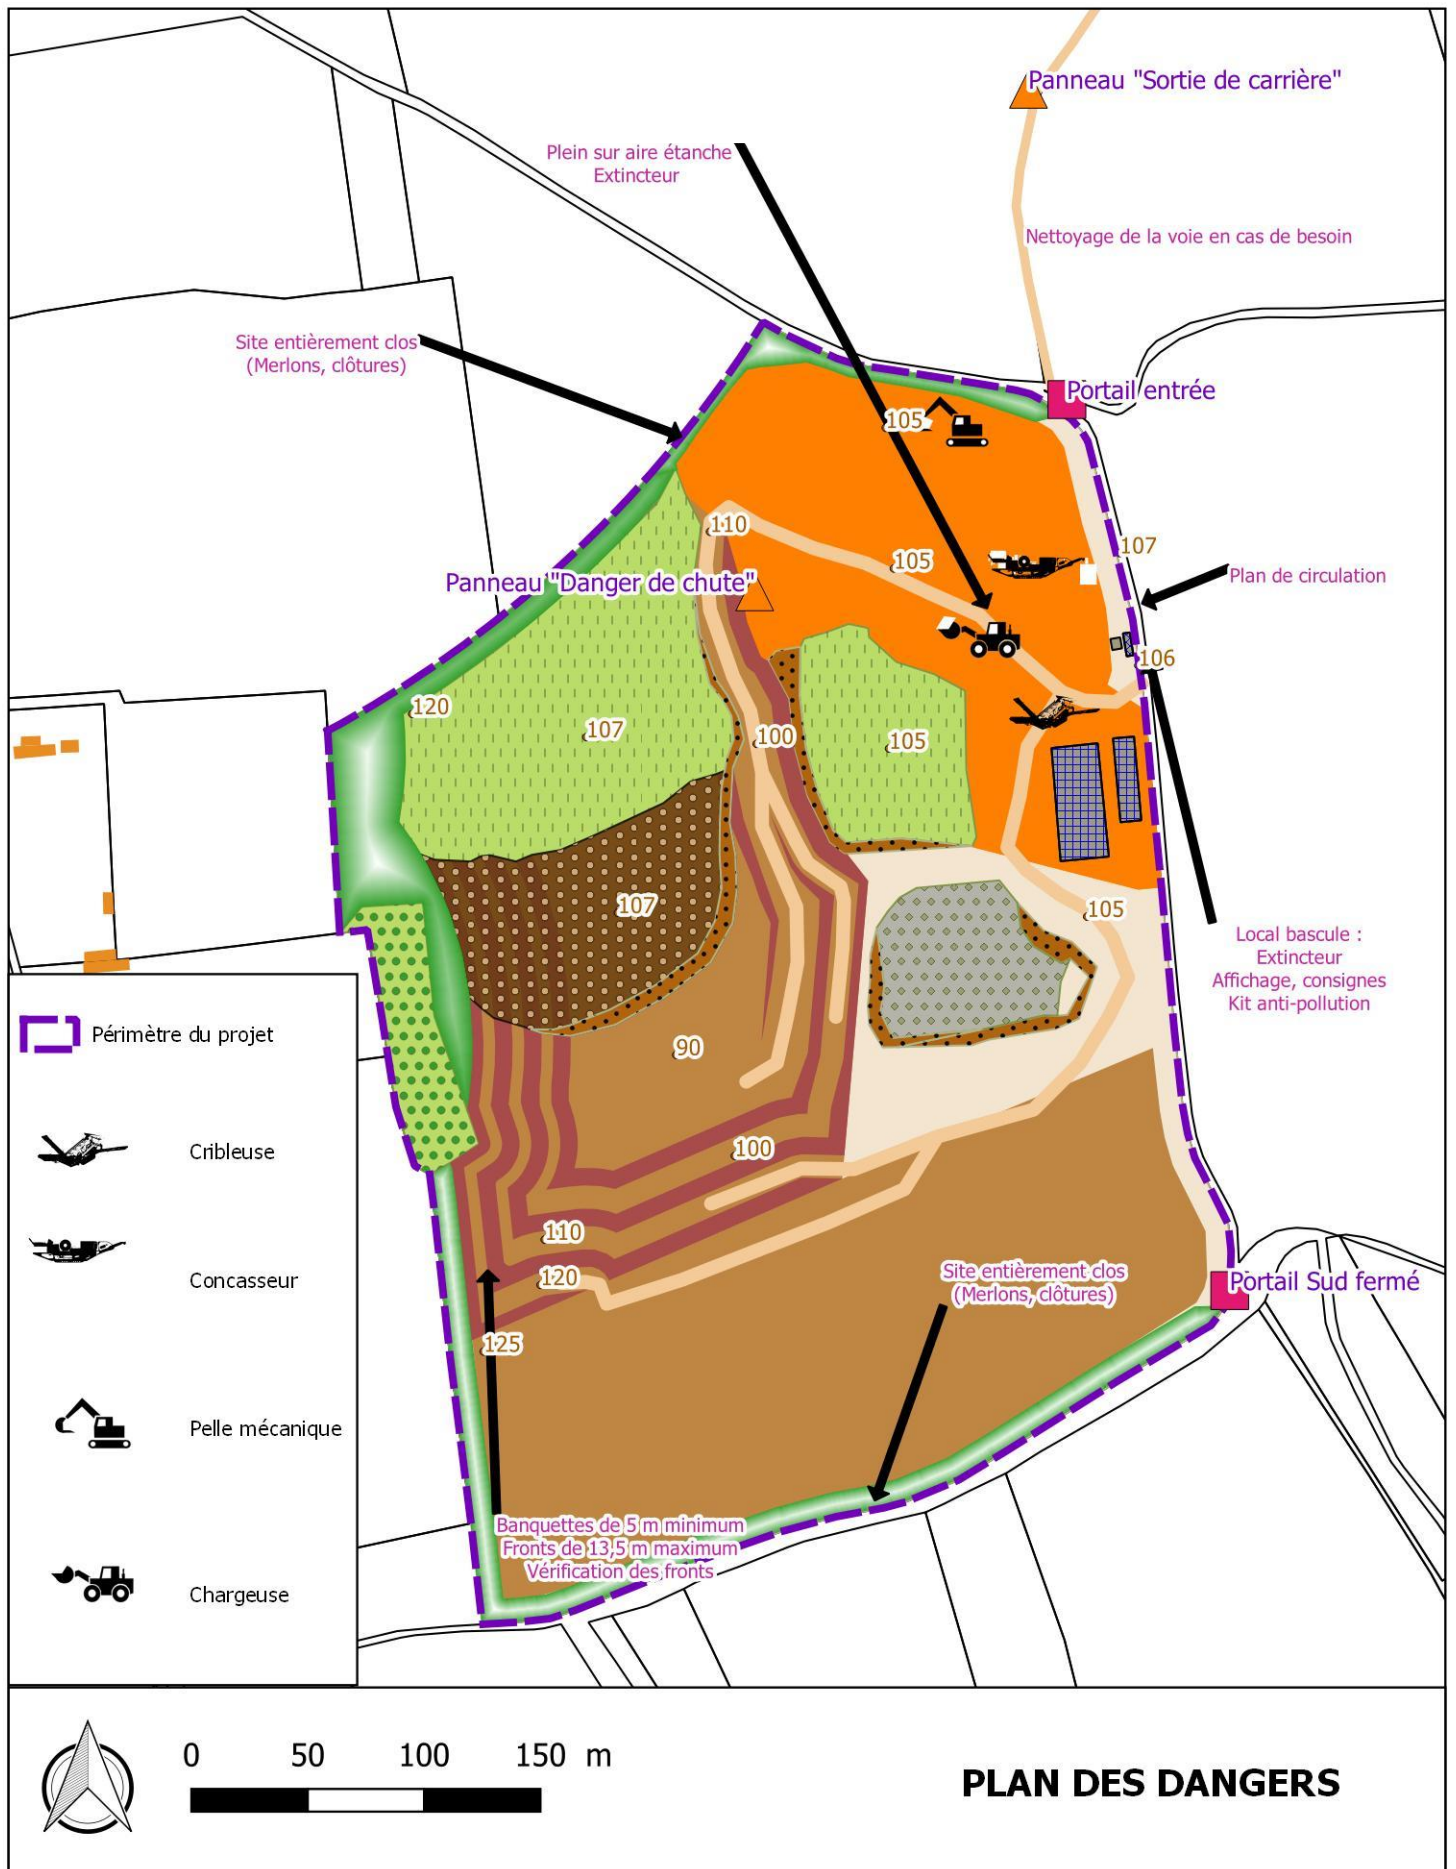 Panneau "Sortie de carrière"
Plein sur aire étanche
Extincteur
Nettoyage de la voie en cas de besoin
Site entièrement clos
(Merlons, clôtures)
Portail entrée
105
110
107
105
Plan de circulation
Panneau "Danger de chute"
106
120
107
100
105
107
105
Local bascule :
Extincteur
Affichage, consignes
Kit anti-pollution
90
100
110
120
125
Site entièrement clos
(Merlons, clôtures)
Portail Sud fermé
Banquettes de 5 m minimum
Fronts de 13,5 m maximum
Vérification des fronts
Périmètre du projet
Cribleuse
Concasseur
Pelle mécanique
Chargeuse
0 50 100 150 m
PLAN DES DANGERS